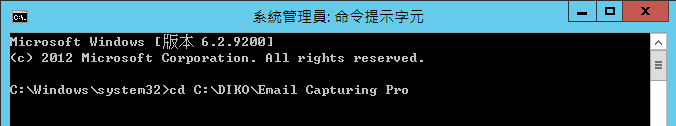 系統管理員: 命令提示字元
Microsoft Windows [版本 6.2.9200]
(c) 2012 Microsoft Corporation. All rights reserved.
C:\Windows\system32>cd C:\DIKO\Email Capturing Pro